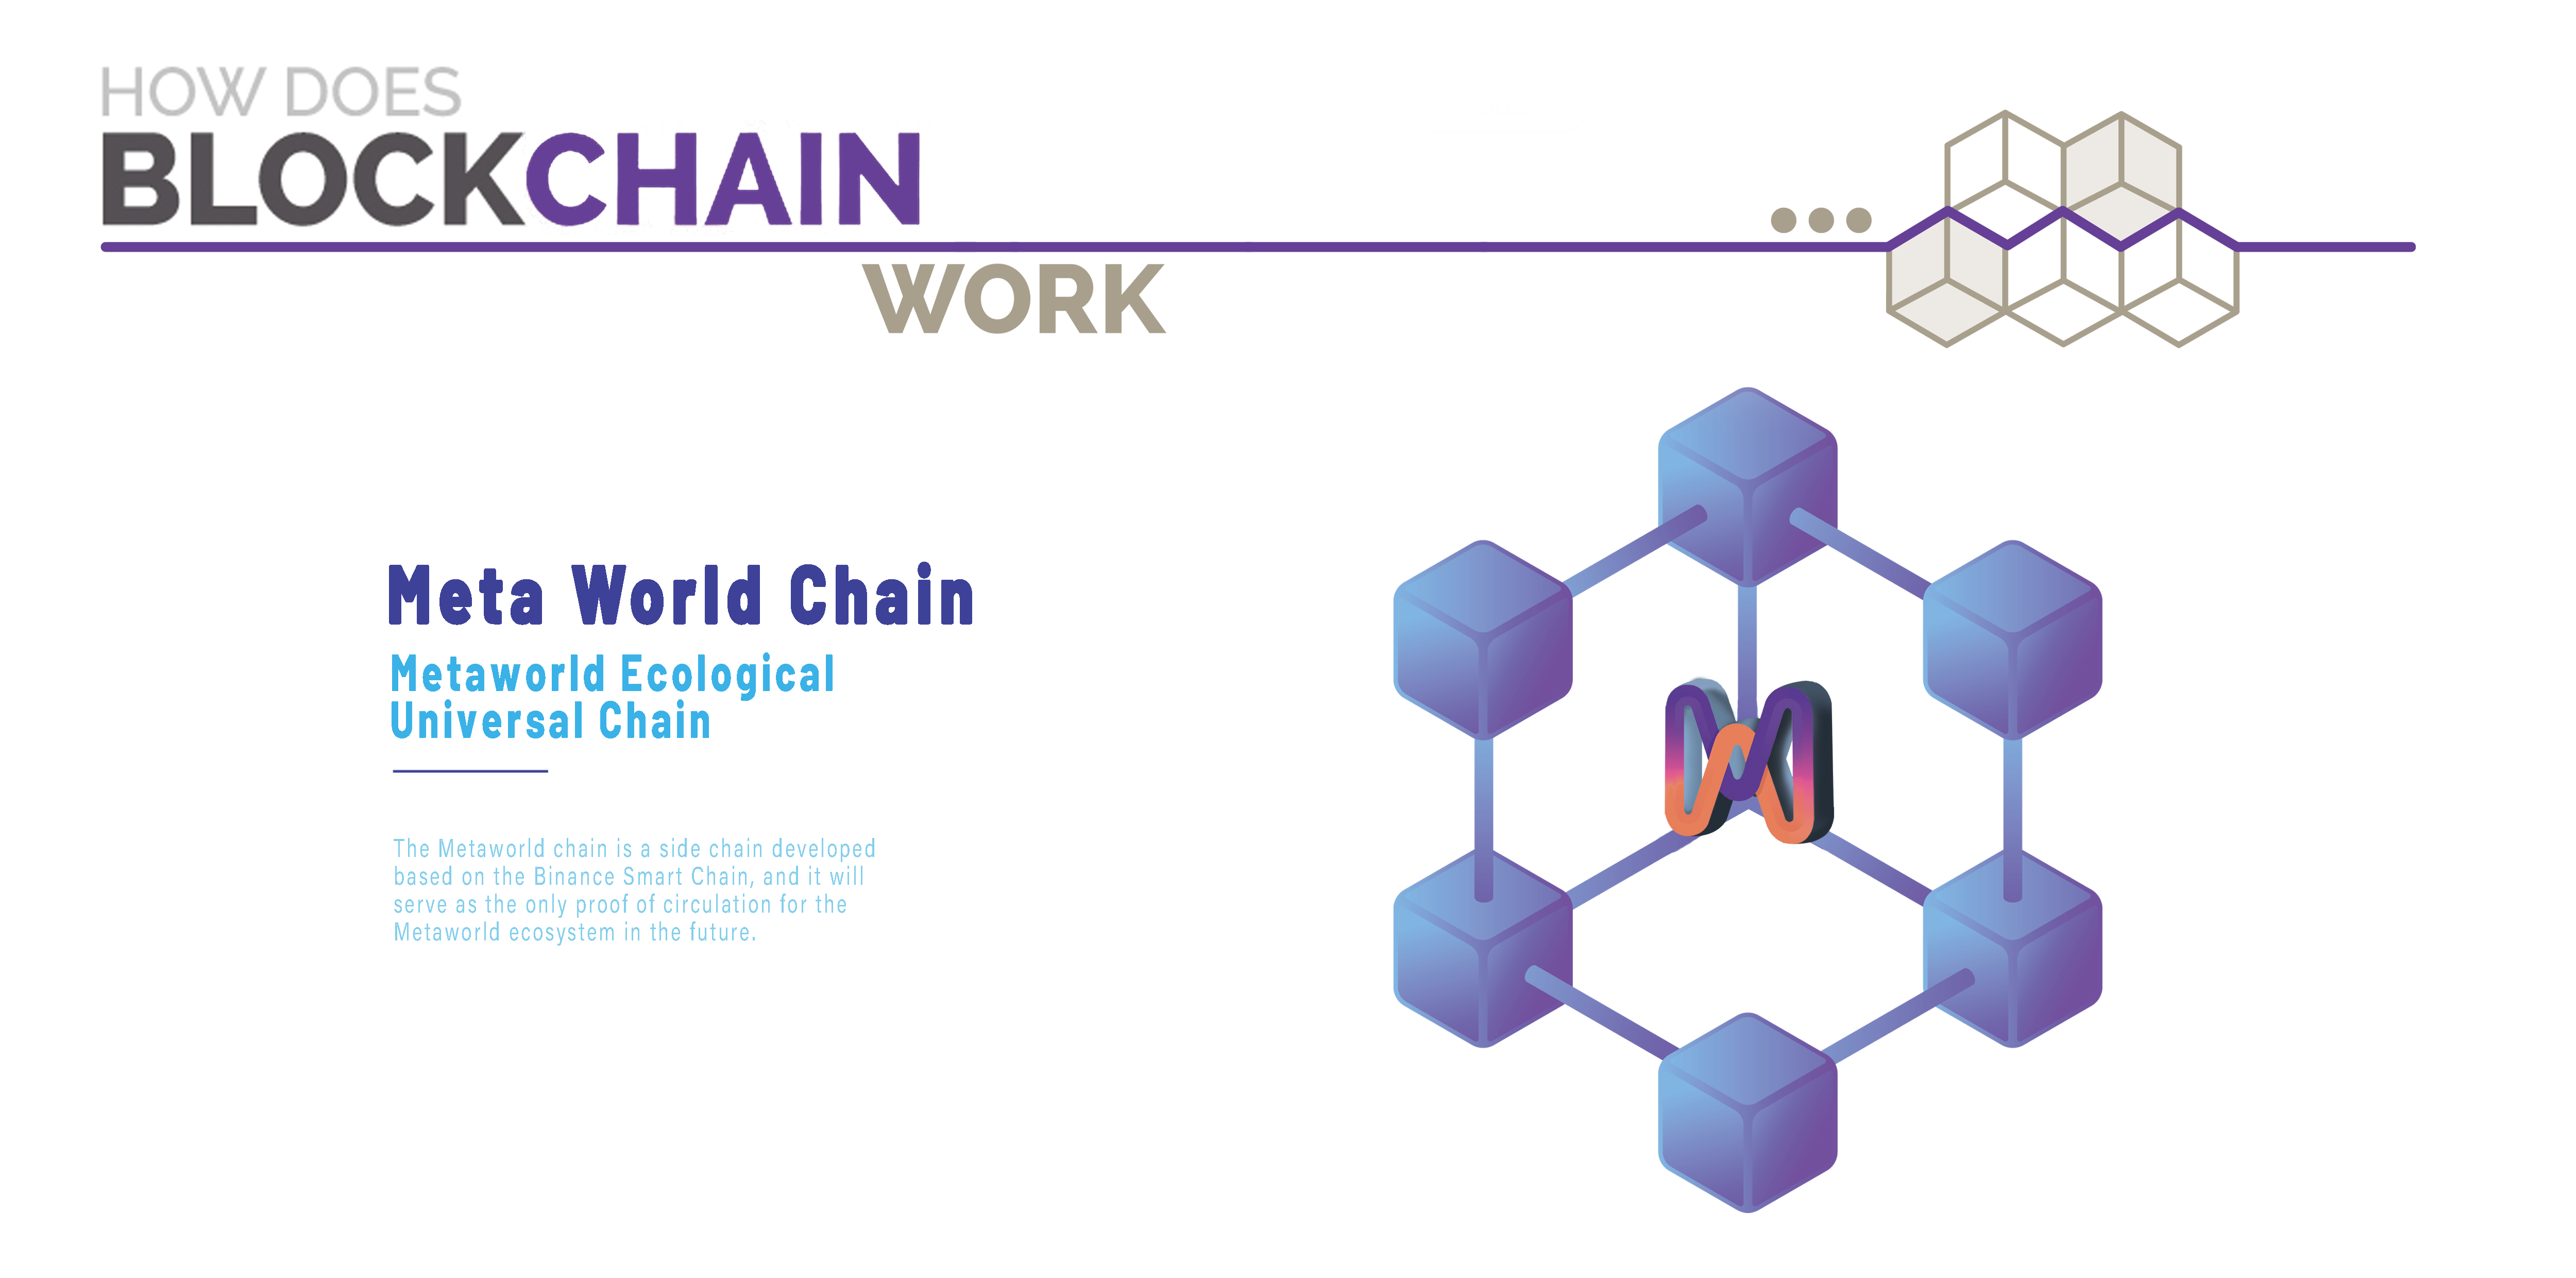 HOW DOES
BLOCKCHAIN
WORK
Meta World Chain
Metaworld Ecological
Universal Chain
The Metaworld chain is a side chain developed
based on the Binance Smart Chain, and it will
serve as the only proof of circulation for the
Metaworld ecosystem in the future.